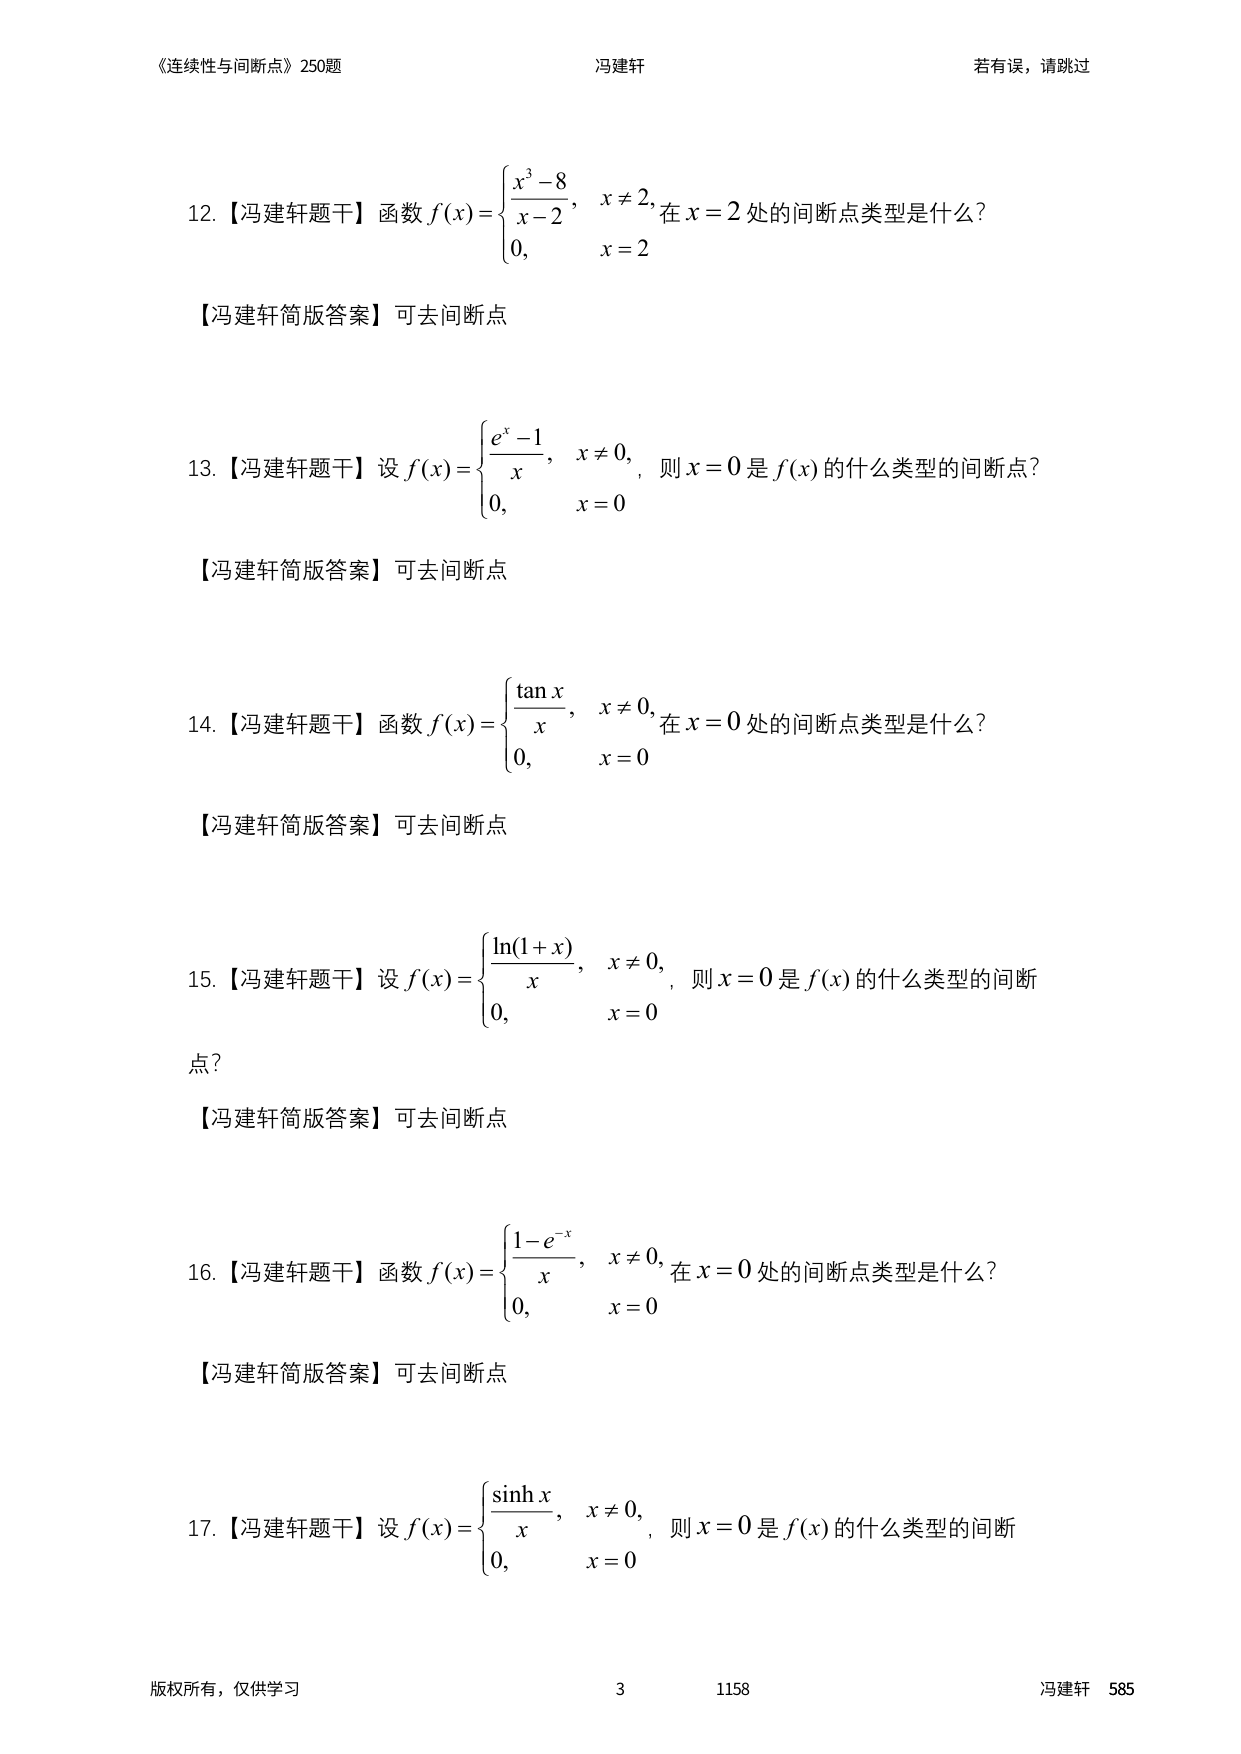 《连续性与间断点》250题 冯建轩 若有误，请跳过
12.【冯建轩题干】函数 f(x) = { (x³ − 8)/(x − 2), x ≠ 2, 0, x = 2 在 x = 2 处的间断点类型是什么？
【冯建轩简版答案】可去间断点
13.【冯建轩题干】设 f(x) = { (eˣ − 1)/x, x ≠ 0, 0, x = 0 ，则 x = 0 是 f(x) 的什么类型的间断点？
【冯建轩简版答案】可去间断点
14.【冯建轩题干】函数 f(x) = { tan x/x, x ≠ 0, 0, x = 0 在 x = 0 处的间断点类型是什么？
【冯建轩简版答案】可去间断点
15.【冯建轩题干】设 f(x) = { ln(1 + x)/x, x ≠ 0, 0, x = 0 ，则 x = 0 是 f(x) 的什么类型的间断
点？
【冯建轩简版答案】可去间断点
16.【冯建轩题干】函数 f(x) = { (1 − e⁻ˣ)/x, x ≠ 0, 0, x = 0 在 x = 0 处的间断点类型是什么？
【冯建轩简版答案】可去间断点
17.【冯建轩题干】设 f(x) = { sinh x/x, x ≠ 0, 0, x = 0 ，则 x = 0 是 f(x) 的什么类型的间断
版权所有，仅供学习 3 1158 冯建轩 585